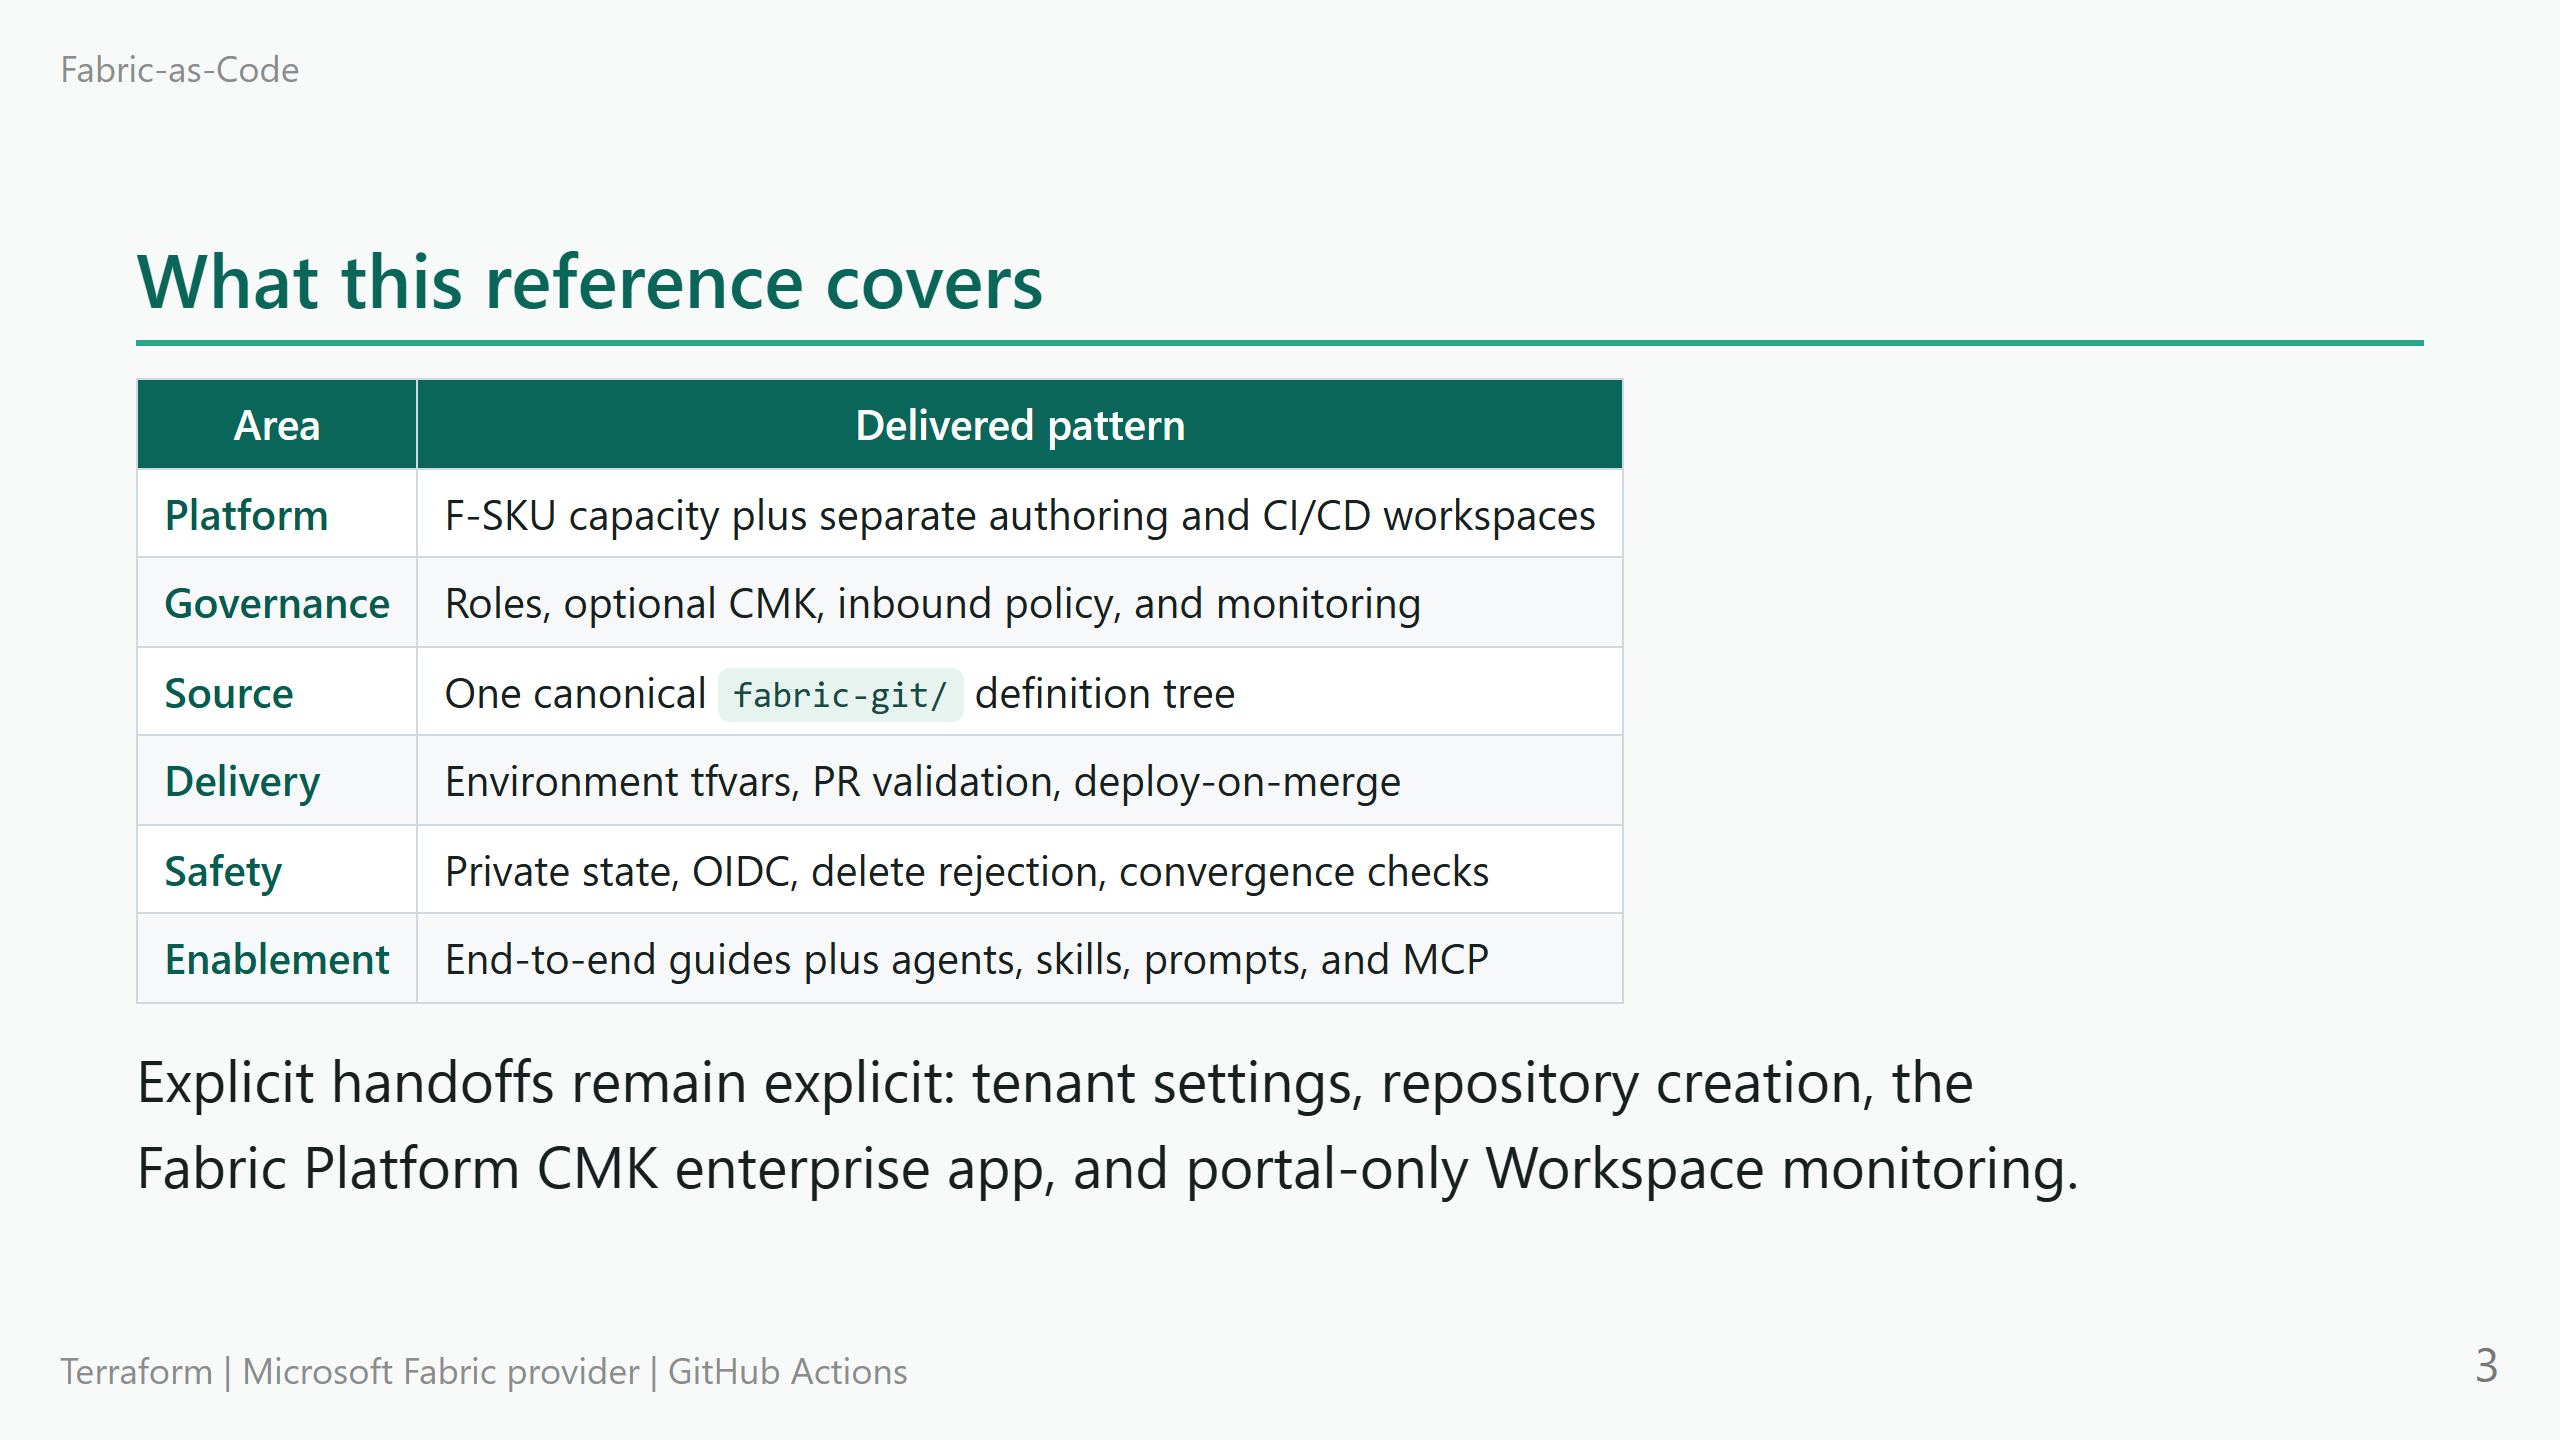 Fabric-as-Code
What this reference covers
Area Delivered pattern
Platform F-SKU capacity plus separate authoring and CI/CD workspaces
Governance Roles, optional CMK, inbound policy, and monitoring
Source One canonical fabric-git/ definition tree
Delivery Environment tfvars, PR validation, deploy-on-merge
Safety Private state, OIDC, delete rejection, convergence checks
Enablement End-to-end guides plus agents, skills, prompts, and MCP
Explicit handoffs remain explicit: tenant settings, repository creation, the
Fabric Platform CMK enterprise app, and portal-only Workspace monitoring.
Terraform | Microsoft Fabric provider | GitHub Actions
3